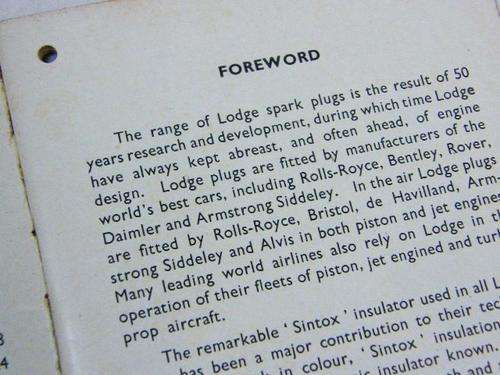 FOREWORD
The range of Lodge spark plugs is the result of 50
years research and development, during which time Lodge
have always kept abreast, and often ahead, of engine
design. Lodge plugs are fitted by manufacturers of the
world's best cars, including Rolls-Royce, Bentley, Rover,
Daimler and Armstrong Siddeley. In the air Lodge plugs
are fitted by Rolls-Royce, Bristol, de Havilland, Arm-
strong Siddeley and Alvis in both piston and jet engines
Many leading world airlines also rely on Lodge in
operation of their fleets of piston, jet engined and
prop aircraft.
The remarkable 'Sintox' insulator used in all
has been a major contribution to their
in colour, 'Sintox' insulation
insulator known.
and
3
4